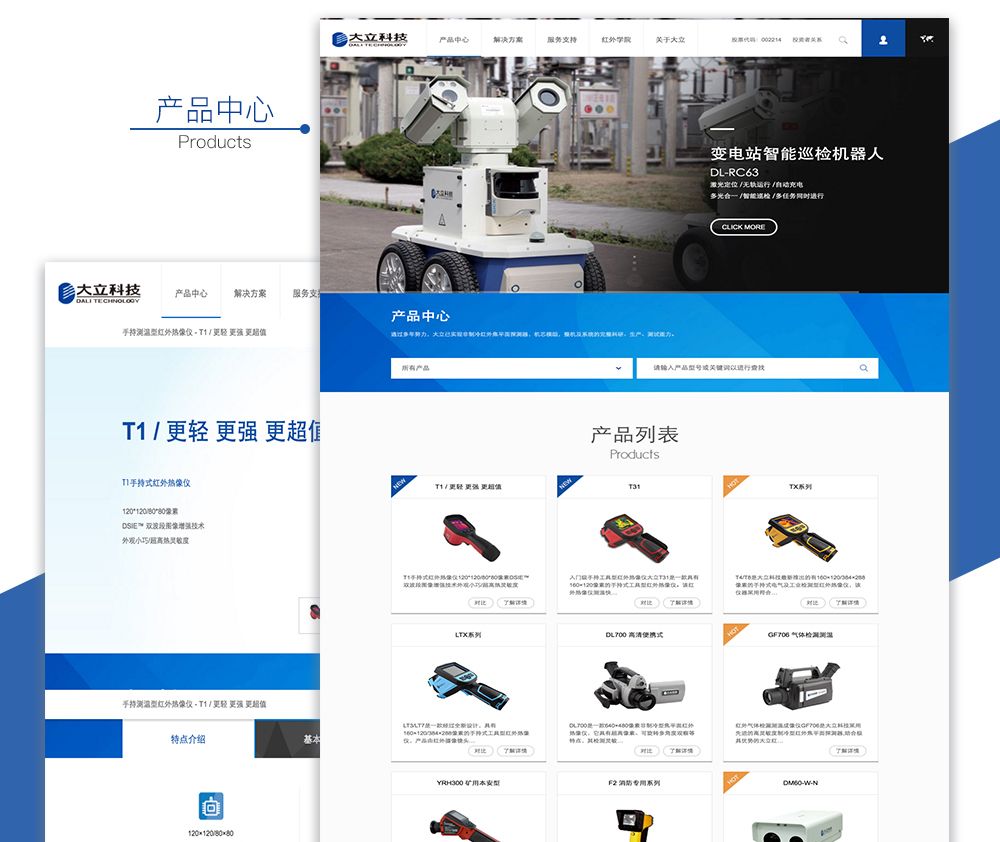 产品中心
Products
大立科技
DALI TECHNOLOGY
产品中心
解决方案
服务支持
红外学院
关于大立
股票代码：002214
投资者关系
大立科技
变电站智能巡检机器人
DL-RC63
激光定位 /无轨运行 /自动充电
多光合一 /智能巡检 /多任务同时进行
CLICK MORE
产品中心
通过多年努力，大立已实现非制冷红外焦平面探测器、机芯模组、整机及系统的完整科研、生产、测试能力。
所有产品
请输入产品型号或关键词以进行查找
产品列表
Products
NEW
T1 / 更轻 更强 更超值
T1手持式红外热像仪120*120/80*80像素DSIE™
双波段图像增强技术外观小巧/超高热灵敏度
对比
了解详情
NEW
T31
入门级手持工具型红外热像仪大立T31是一款具有
160×120像素的手持式工具型红外热像仪。该红
外热像仪测温快...
对比
了解详情
HOT
TX系列
T4/T8是大立科技最新推出的有160×120/384×288
像素的手持式电气及工业检测型红外热像仪，该
仪器采用符合...
对比
了解详情
LTX系列
LT3/LT7是一款经过全新设计，具有
160×120/384×288像素的手持式工具型红外热像
仪。产品由红外摄像镜头...
对比
了解详情
DL700 高清便携式
DL700是一款640×480像素非制冷型焦平面红外
热像仪，它具有超高像素、可旋转多角度观察等
特点，其检测灵敏...
对比
了解详情
HOT
GF706 气体检漏测温
红外气体检漏测温成像仪GF706是大立科技采用
先进的高灵敏度制冷型红外焦平面探测器,结合极
具优势的大立红...
了解详情
YRH300 矿用本安型
F2 消防专用系列
HOT
DM60-W-N
大立科技
DALI TECHNOLOGY
产品中心
解决方案
服务支
手持测温型红外热像仪 - T1 / 更轻 更强 更超值
T1 / 更轻 更强 更超值
T1手持式红外热像仪
120*120/80*80像素
DSIE™ 双波段图像增强技术
外观小巧/超高热灵敏度
手持测温型红外热像仪 - T1 / 更轻 更强 更超值
特点介绍
基本
120×120/80×80